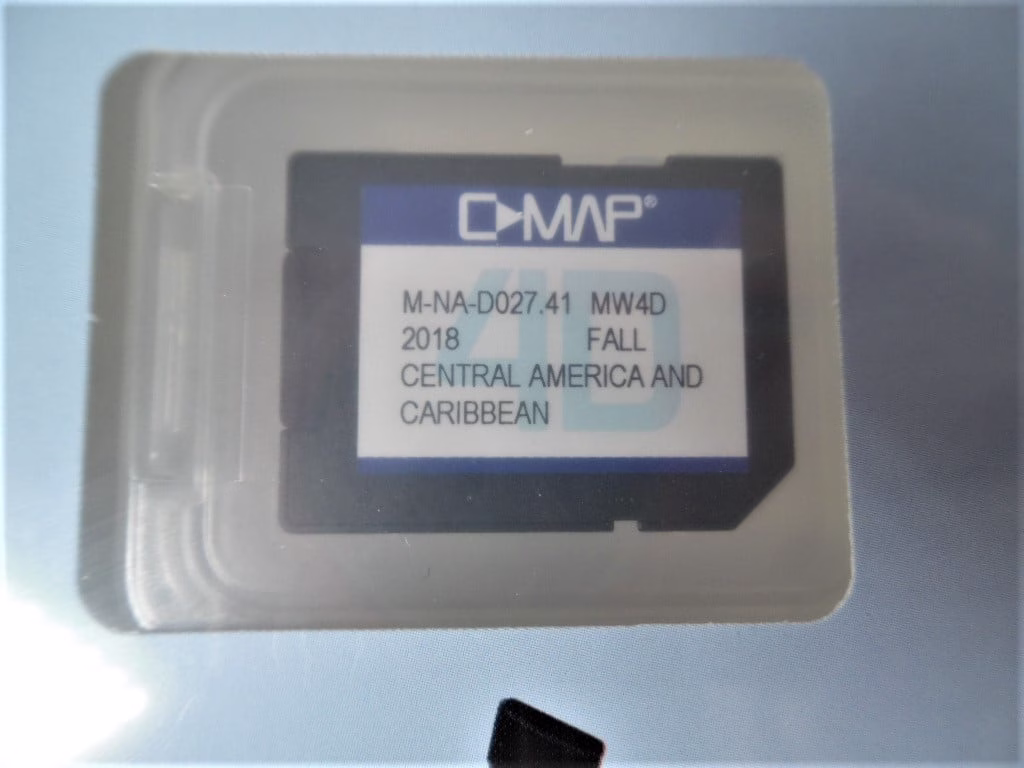 C-MAP®
4D
M-NA-D027.41 MW4D
2018 FALL
CENTRAL AMERICA AND
CARIBBEAN